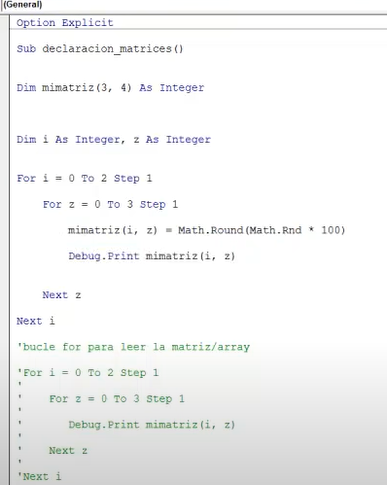 (General)
Option Explicit
Sub declaracion_matrices()
Dim mimatriz(3, 4) As Integer
Dim i As Integer, z As Integer
For i = 0 To 2 Step 1
For z = 0 To 3 Step 1
mimatriz(i, z) = Math.Round(Math.Rnd * 100)
Debug.Print mimatriz(i, z)
Next z
Next i
'bucle for para leer la matriz/array
'For i = 0 To 2 Step 1
'
'    For z = 0 To 3 Step 1
'
'        Debug.Print mimatriz(i, z)
'
'    Next z
'
'Next i